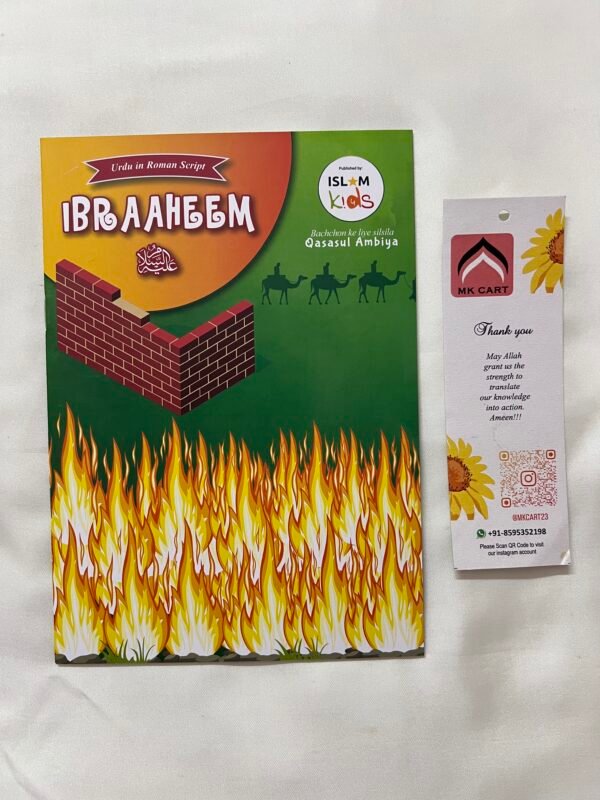 Urdu in Roman Script
IBRAAHEEM
عليه السلام
Published by:
ISLAM
Kids
Bachchon ke liye silsila
Qasasul Ambiya
MK CART
Thank you
May Allah
grant us the
strength to
translate
our knowledge
into action.
Ameen!!!
@MKCART23
+91-8595352198
Please Scan QR Code to visit
our instagram account